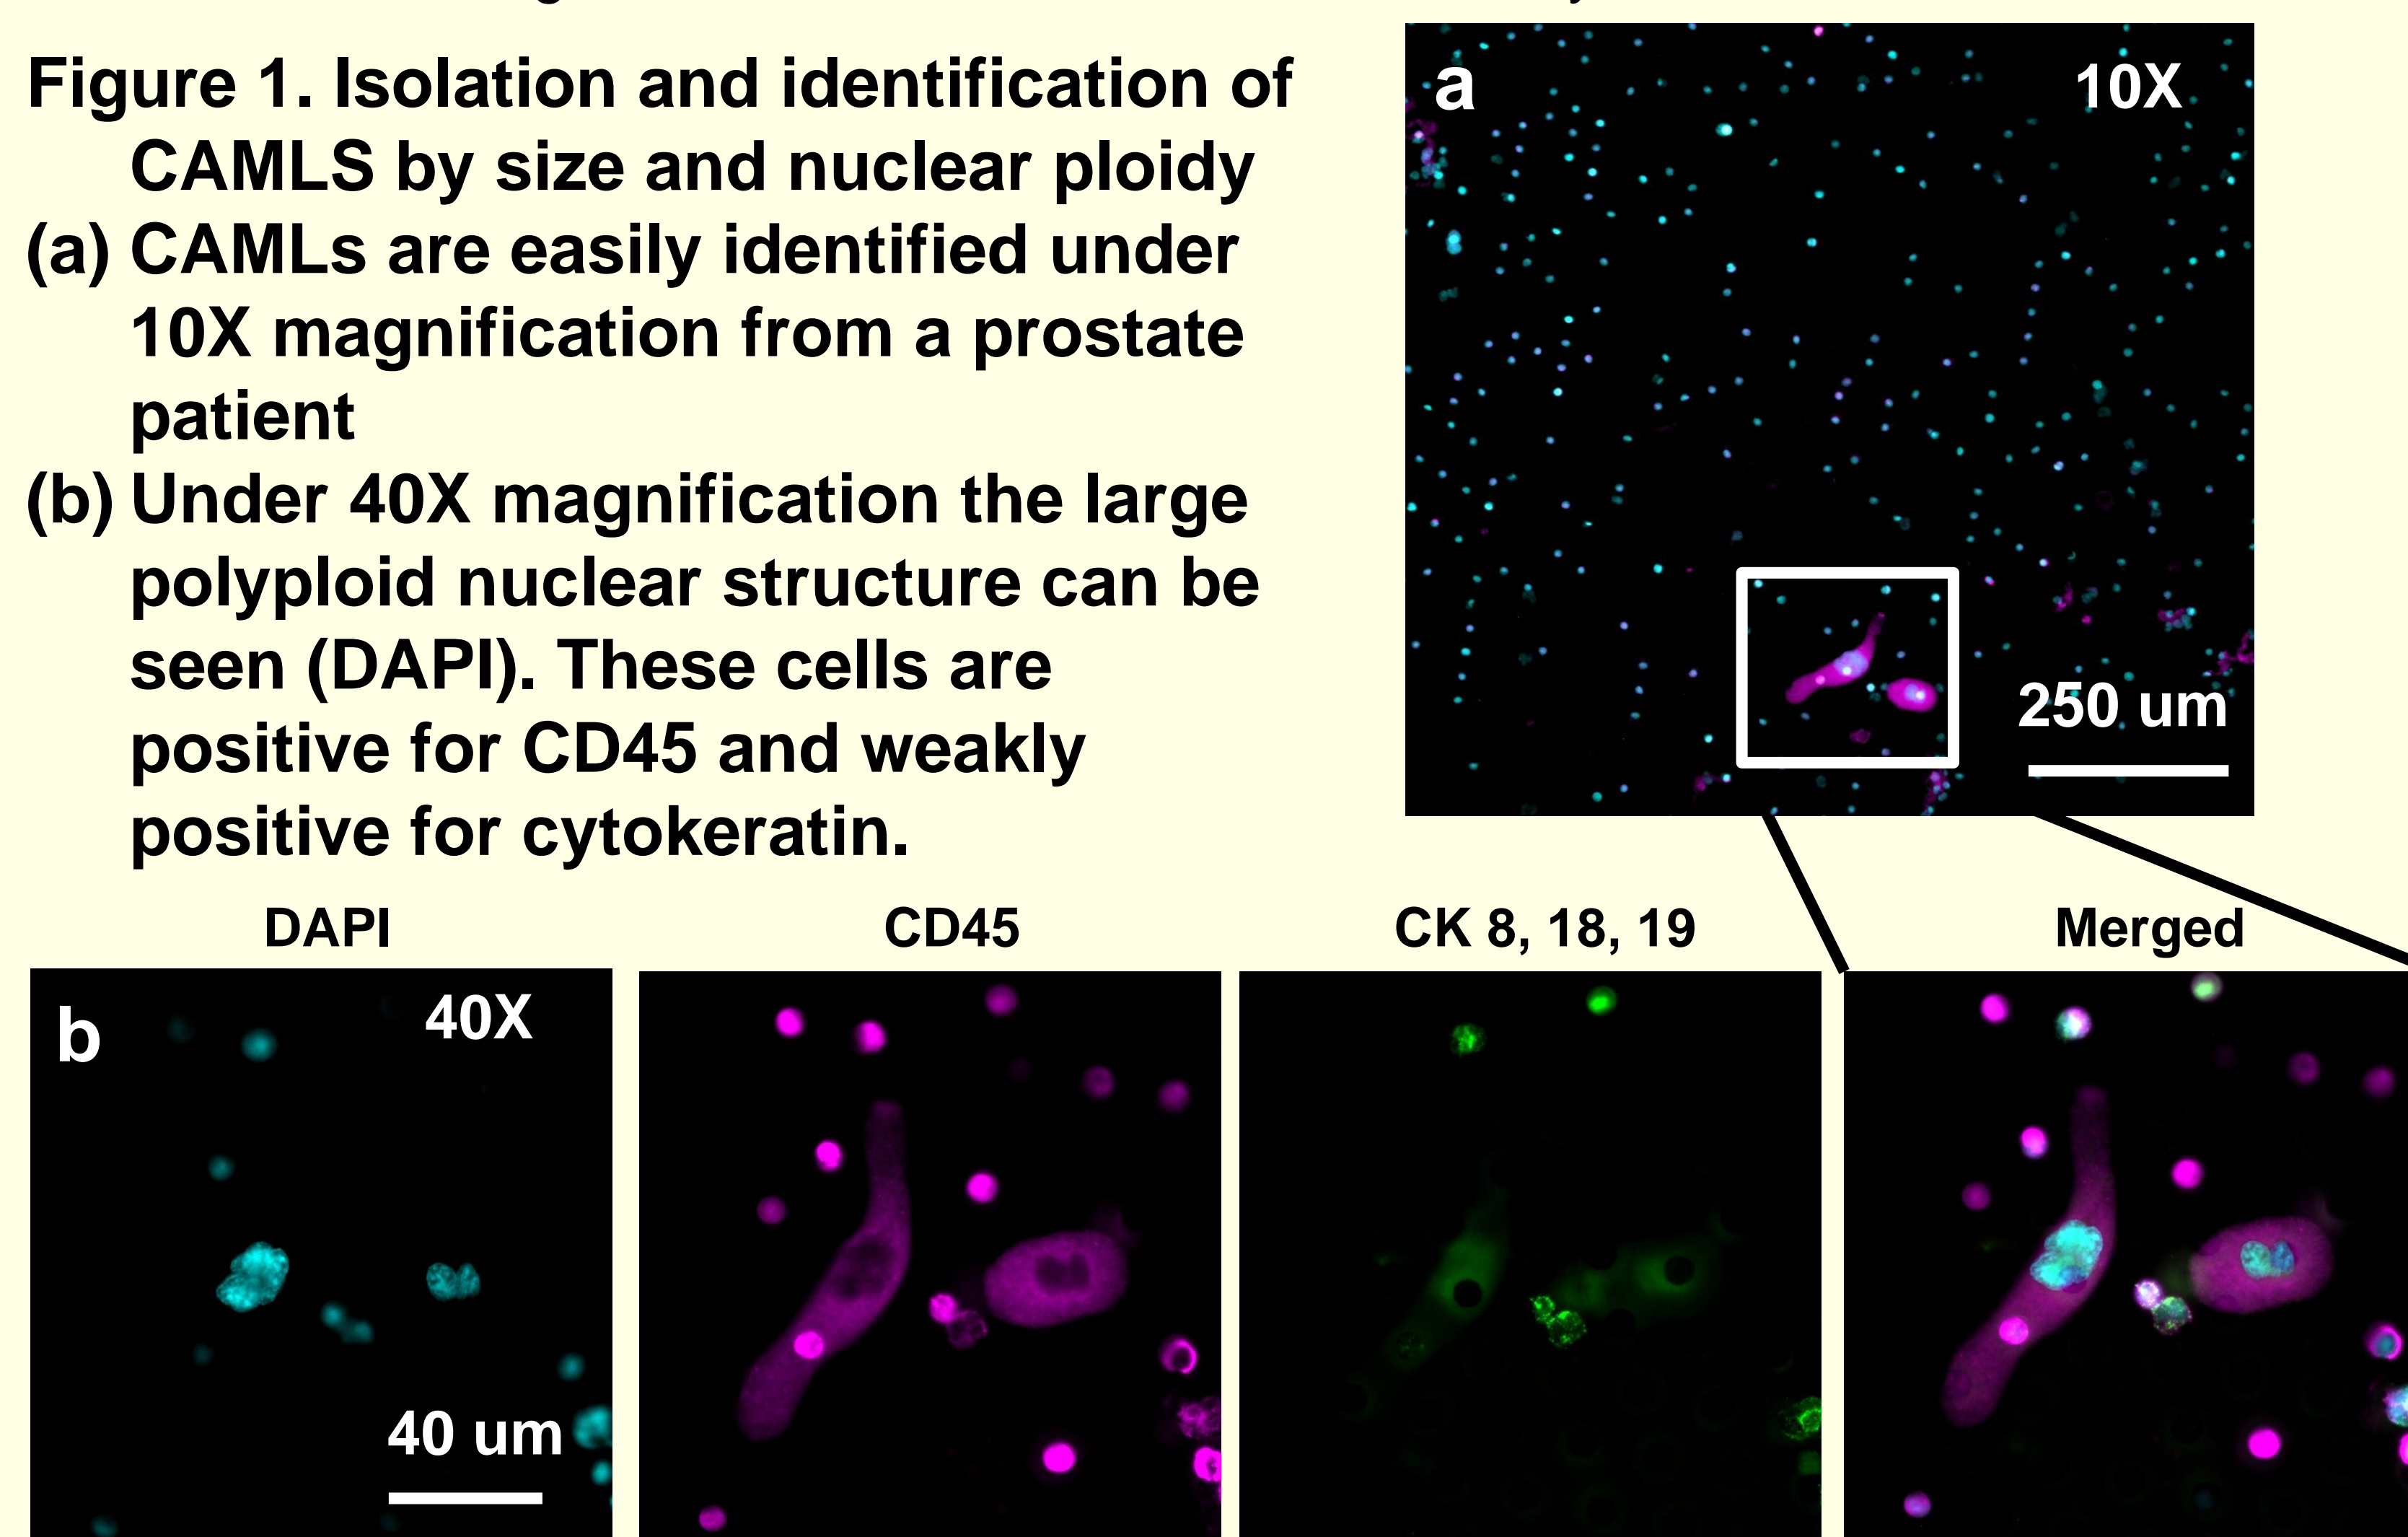 Figure 1. Isolation and identification of
CAMLS by size and nuclear ploidy
(a) CAMLs are easily identified under
10X magnification from a prostate
patient
(b) Under 40X magnification the large
polyploid nuclear structure can be
seen (DAPI). These cells are
positive for CD45 and weakly
positive for cytokeratin.
a 10X
250 um
DAPI CD45 CK 8, 18, 19 Merged
b 40X
40 um